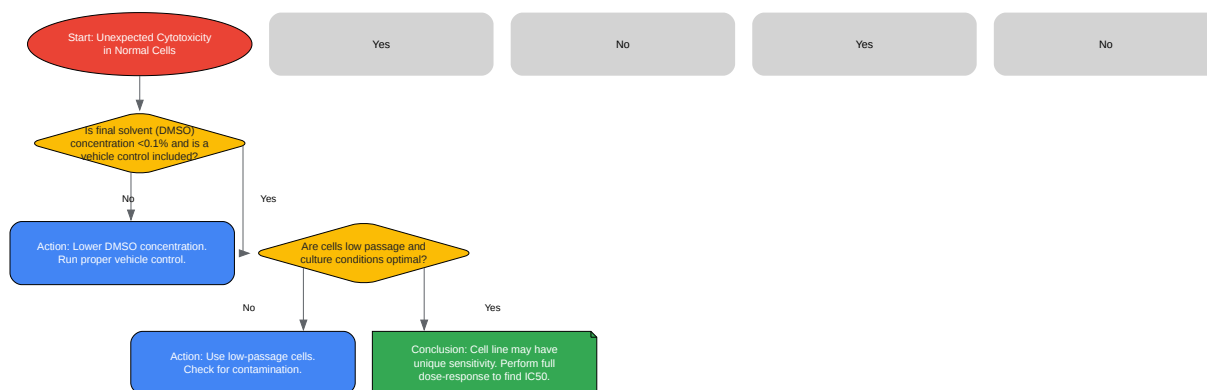 Start: Unexpected Cytotoxicity
in Normal Cells
Yes
No
Yes
No
Is final solvent (DMSO)
concentration <0.1% and is a
vehicle control included?
No
Yes
Action: Lower DMSO concentration.
Run proper vehicle control.
Are cells low passage and
culture conditions optimal?
No
Yes
Action: Use low-passage cells.
Check for contamination.
Conclusion: Cell line may have
unique sensitivity. Perform full
dose-response to find IC50.